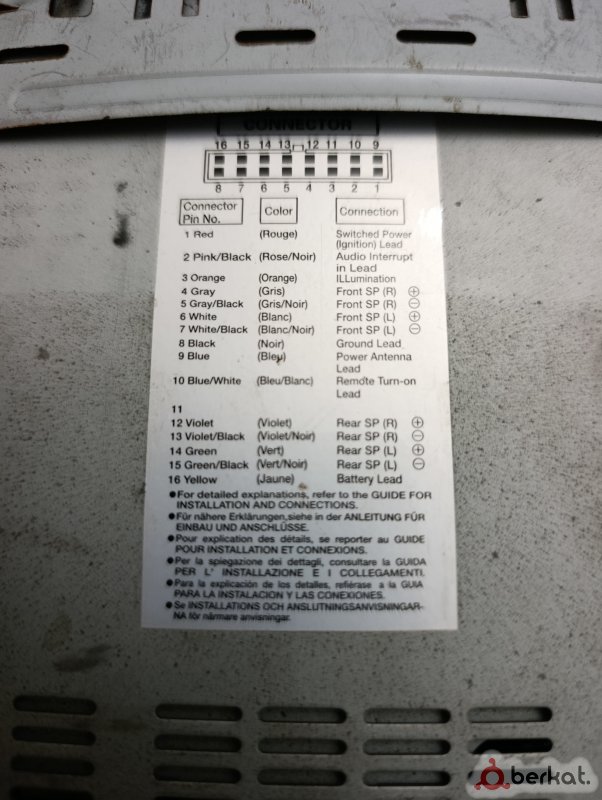 CONNECTOR
16 15 14 13 12 11 10 9
8 7 6 5 4 3 2 1
Connector Pin No. Color Connection
1 Red (Rouge) Switched Power (Ignition) Lead
2 Pink/Black (Rose/Noir) Audio Interrupt in Lead
3 Orange (Orange) ILLumination
4 Gray (Gris) Front SP (R) ⊕
5 Gray/Black (Gris/Noir) Front SP (R) ⊖
6 White (Blanc) Front SP (L) ⊕
7 White/Black (Blanc/Noir) Front SP (L) ⊖
8 Black (Noir) Ground Lead
9 Blue (Bleu) Power Antenna Lead
10 Blue/White (Bleu/Blanc) Remote Turn-on Lead
11
12 Violet (Violet) Rear SP (R) ⊕
13 Violet/Black (Violet/Noir) Rear SP (R) ⊖
14 Green (Vert) Rear SP (L) ⊕
15 Green/Black (Vert/Noir) Rear SP (L) ⊖
16 Yellow (Jaune) Battery Lead
●For detailed explanations, refer to the GUIDE FOR
INSTALLATION AND CONNECTIONS.
●Für nähere Erklärungen,siehe in der ANLEITUNG FÜR
EINBAU UND ANSCHLÜSSE.
●Pour explication des détails, se reporter au GUIDE
POUR INSTALLATION ET CONNEXIONS.
●Per la spiegazione dei dettagli, consultare la GUIDA
PER L' INSTALLAZIONE E I COLLEGAMENTI.
●Para la explicación de los detalles, refiérase a la GUIA
PARA LA INSTALACION Y LAS CONEXIONES.
●Se INSTALLATIONS OCH ANSLUTNINGSANVISNINGAR-
NA för närmare anvisningar.
berkat.